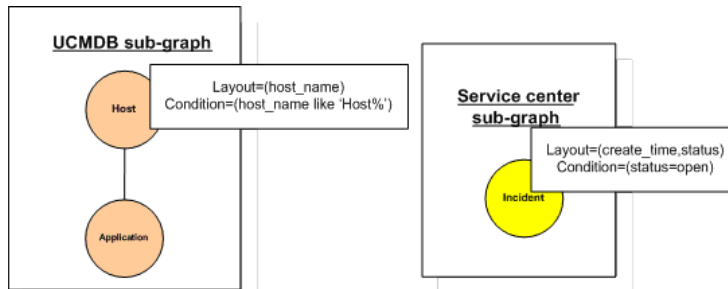 UCMDB sub-graph
Host
Layout=(host_name)
Condition=(host_name like ‘Host%’)
Application
Service center
sub-graph
Layout=(create_time,status)
Condition=(status=open)
Incident